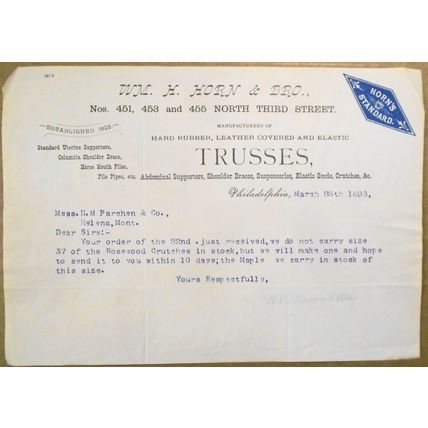 WM. H. HORN & BRO.,
Nos. 451, 453 and 455 NORTH THIRD STREET.
HORN'S
STANDARD.
ESTABLISHED 1842.
MANUFACTURERS OF
HARD RUBBER, LEATHER COVERED AND ELASTIC
TRUSSES,
Standard Uterine Supporters,
Columbia Shoulder Brace,
Horse Mouth Files,
Pile Pipes, etc.
Abdominal Supporters, Shoulder Braces, Suspensories, Elastic Goods, Crutches, &c.
Philadelphia, March 28th 1893,
Mess. H.M Parchen & Co.,
Helena, Mont.
Dear Sirs:-
Your order of the 22nd .just received, we do not carry size
37 of the Rosewood Crutches in stock, but we will make one and hope
to send it to you within 10 days; the Maple we carry in stock of
this size.
Yours Respectfully,